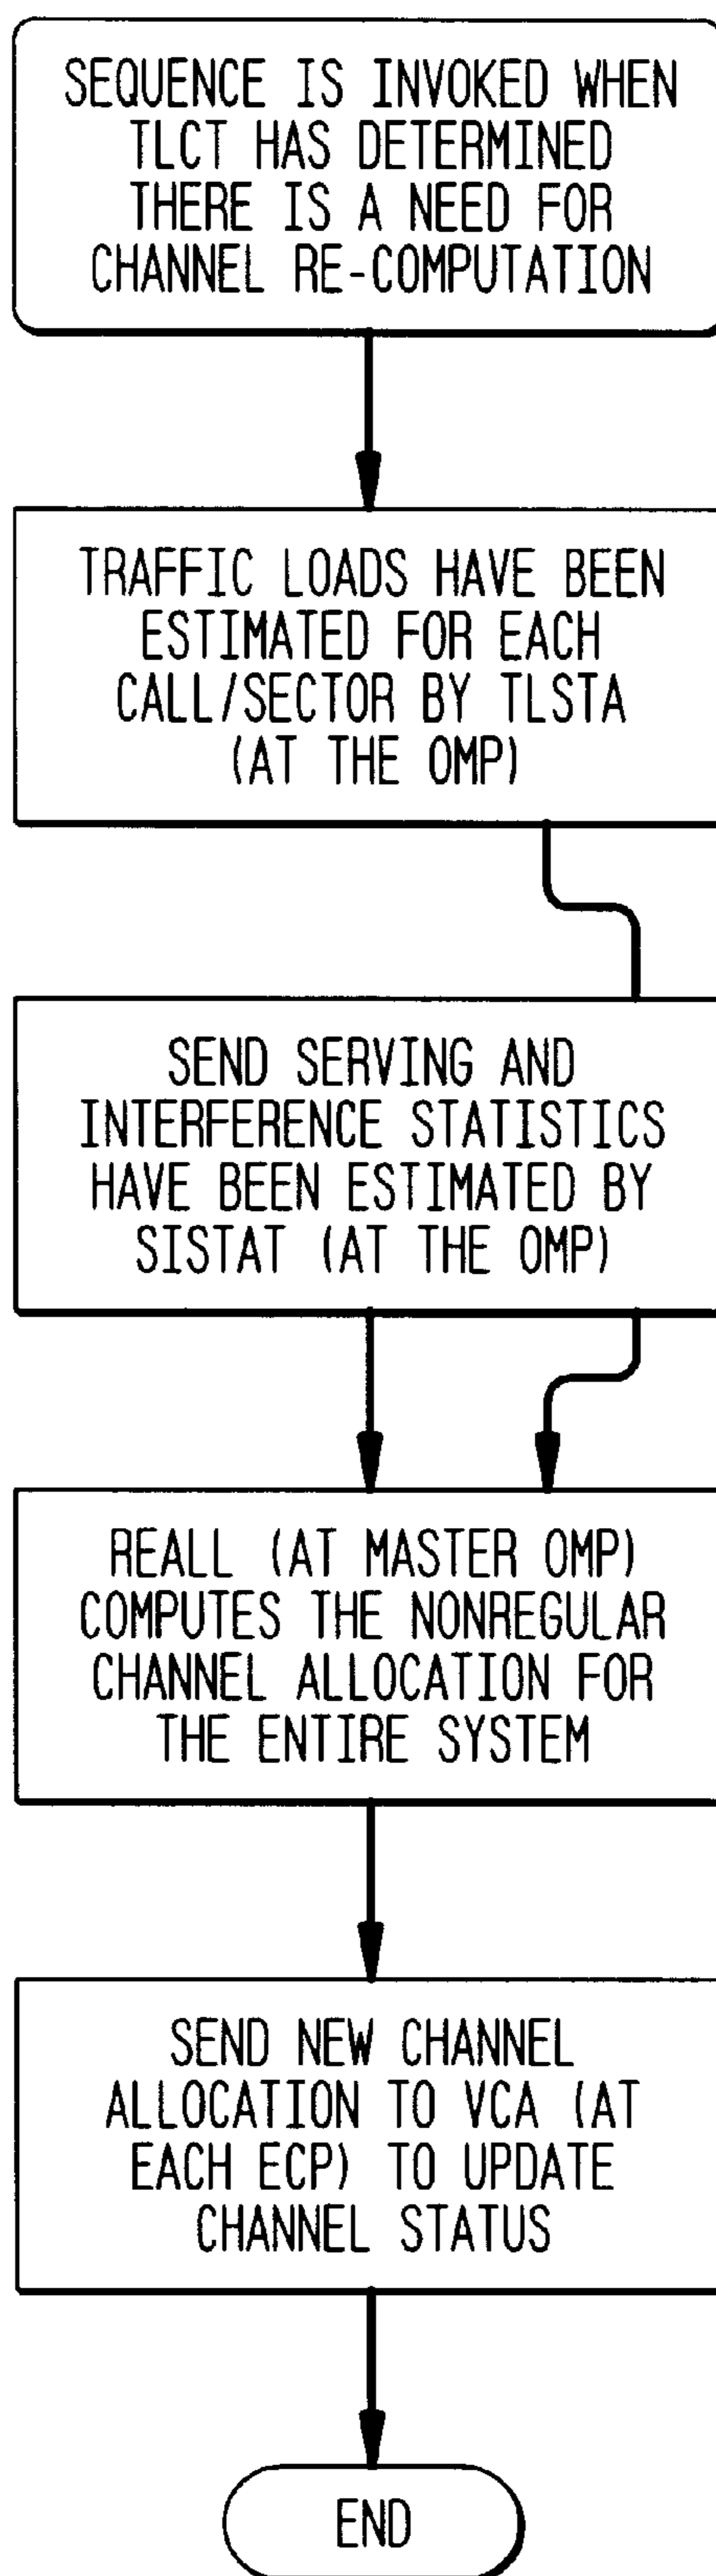 SEQUENCE IS INVOKED WHEN
TLCT HAS DETERMINED
THERE IS A NEED FOR
CHANNEL RE-COMPUTATION
TRAFFIC LOADS HAVE BEEN
ESTIMATED FOR EACH
CALL/SECTOR BY TLSTA
(AT THE OMP)
SEND SERVING AND
INTERFERENCE STATISTICS
HAVE BEEN ESTIMATED BY
SISTAT (AT THE OMP)
REALL (AT MASTER OMP)
COMPUTES THE NONREGULAR
CHANNEL ALLOCATION FOR
THE ENTIRE SYSTEM
SEND NEW CHANNEL
ALLOCATION TO VCA (AT
EACH ECP) TO UPDATE
CHANNEL STATUS
END